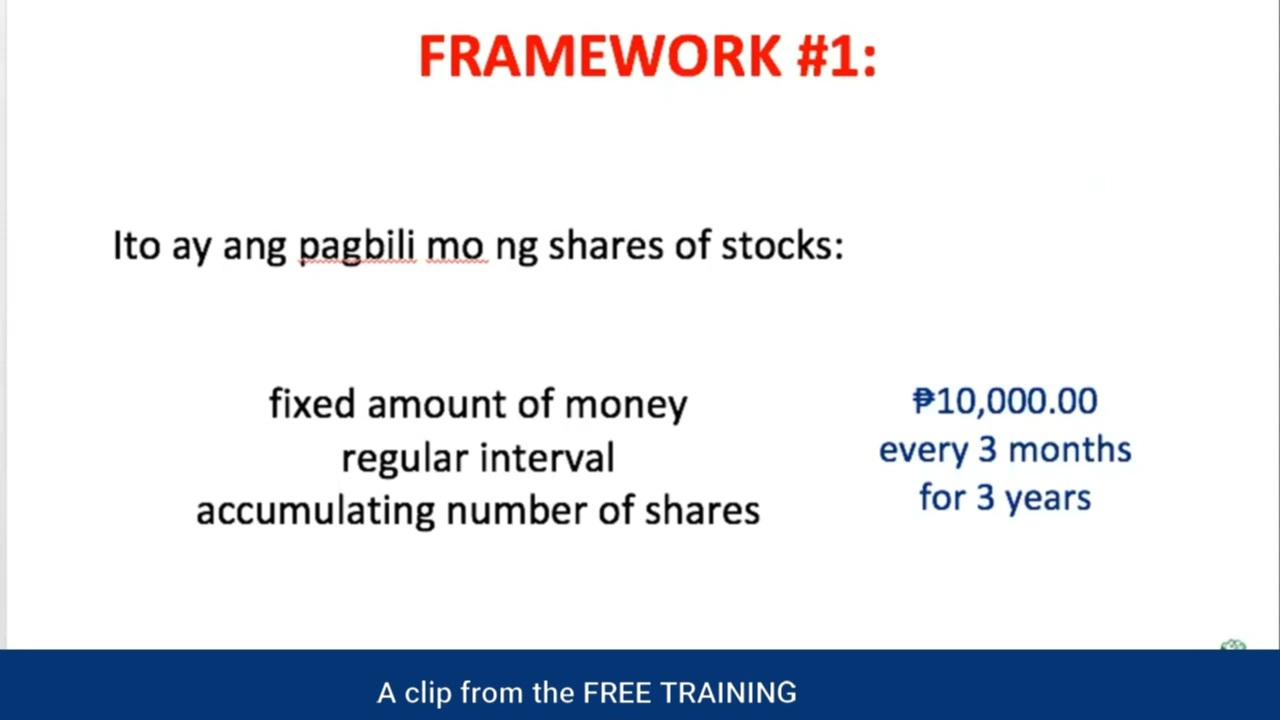 FRAMEWORK #1:
Ito ay ang pagbili mo ng shares of stocks:
fixed amount of money
regular interval
accumulating number of shares
₱10,000.00
every 3 months
for 3 years
A clip from the FREE TRAINING